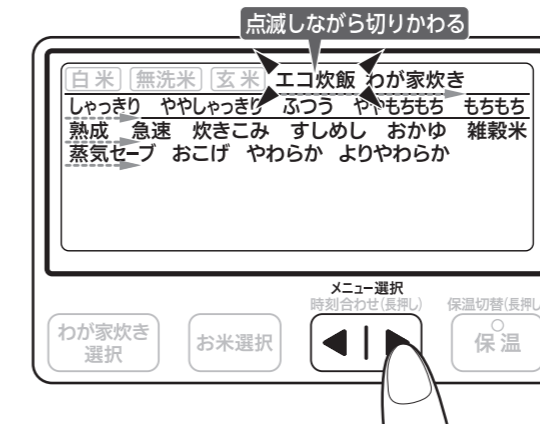 点滅しながら切りかわる
白米 無洗米 玄米 エコ炊飯 わが家炊き
しゃっきり ややしゃっきり ふつう ややもちもち もちもち
熟成 急速 炊きこみ すしめし おかゆ 雑穀米
蒸気セーブ おこげ やわらか よりやわらか
メニュー選択
時刻合わせ(長押し) 保温切替(長押し
わが家炊き
選択
お米選択
保温